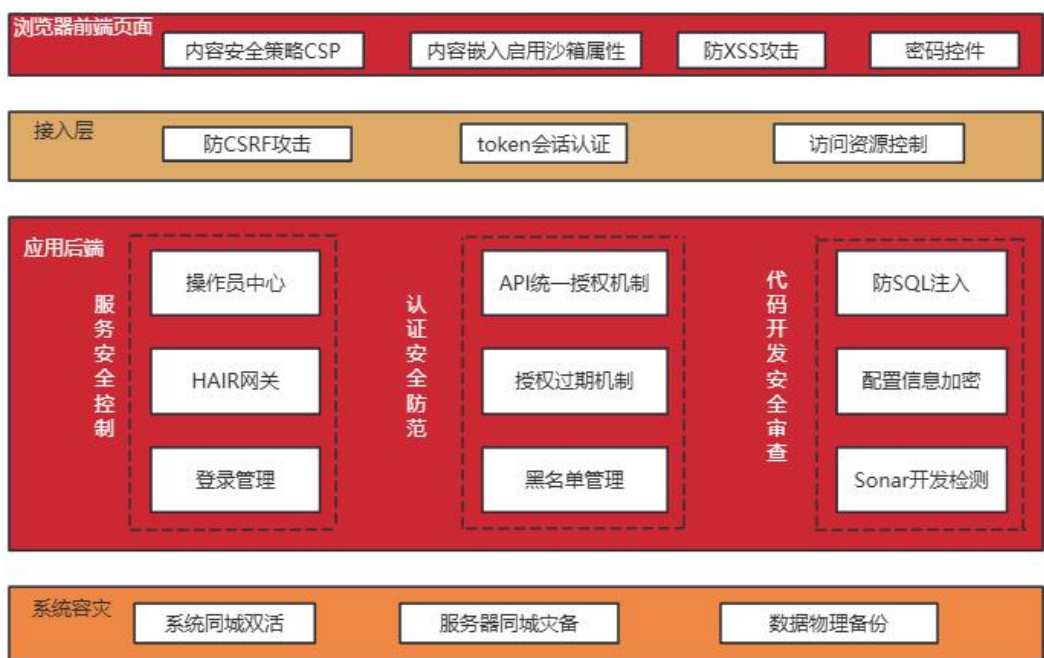 浏览器前端页面
内容安全策略CSP
内容嵌入启用沙箱属性
防XSS攻击
密码控件
接入层
防CSRF攻击
token会话认证
访问资源控制
应用后端
服务安全控制
操作员中心
HAIR网关
登录管理
认证安全防范
API统一授权机制
授权过期机制
黑名单管理
代码开发安全审查
防SQL注入
配置信息加密
Sonar开发检测
系统容灾
系统同城双活
服务器同城灾备
数据物理备份